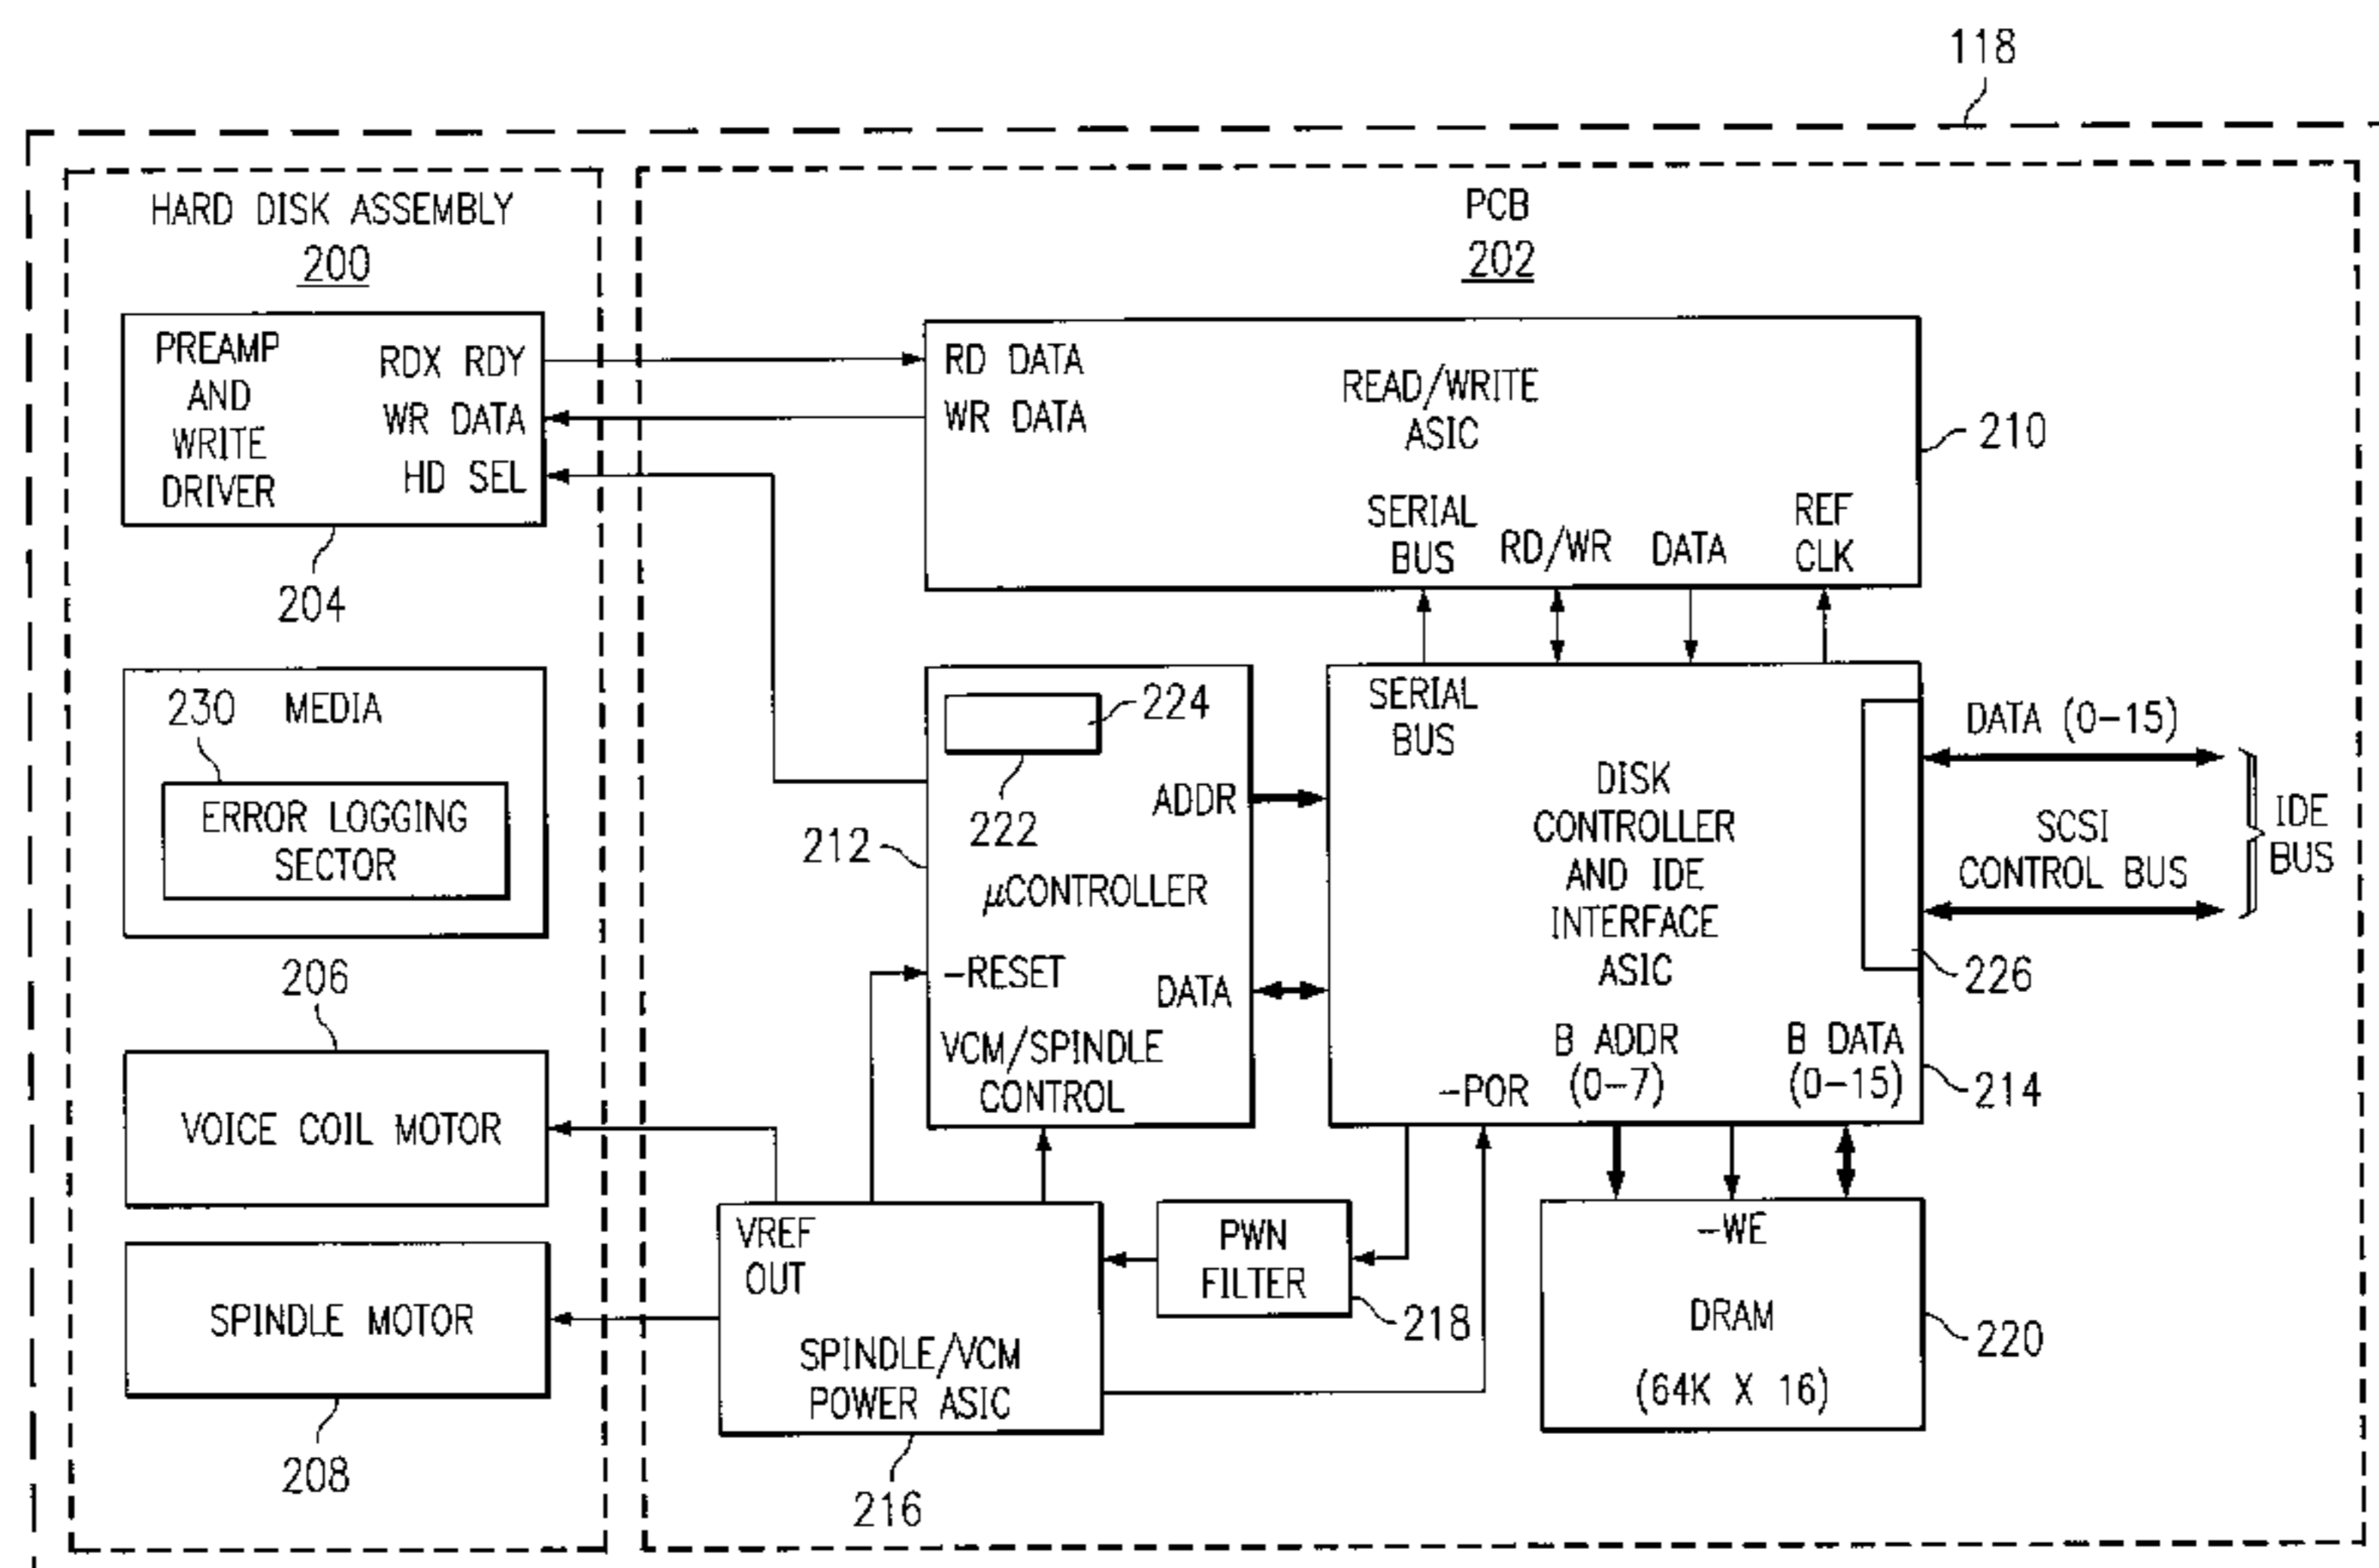 118
HARD DISK ASSEMBLY
200
PCB
202
PREAMP
AND
WRITE
DRIVER
RDX RDY
WR DATA
HD SEL
204
RD DATA
WR DATA
READ/WRITE
ASIC
SERIAL
BUS
RD/WR
DATA
REF
CLK
210
230
MEDIA
ERROR LOGGING
SECTOR
224
222
212
ADDR
μCONTROLLER
-RESET
DATA
VCM/SPINDLE
CONTROL
SERIAL
BUS
DISK
CONTROLLER
AND IDE
INTERFACE
ASIC
-POR
B ADDR
(0-7)
B DATA
(0-15)
226
214
DATA (0-15)
SCSI
CONTROL BUS
IDE
BUS
206
VOICE COIL MOTOR
SPINDLE MOTOR
208
VREF
OUT
SPINDLE/VCM
POWER ASIC
216
PWN
FILTER
218
-WE
DRAM
(64K X 16)
220